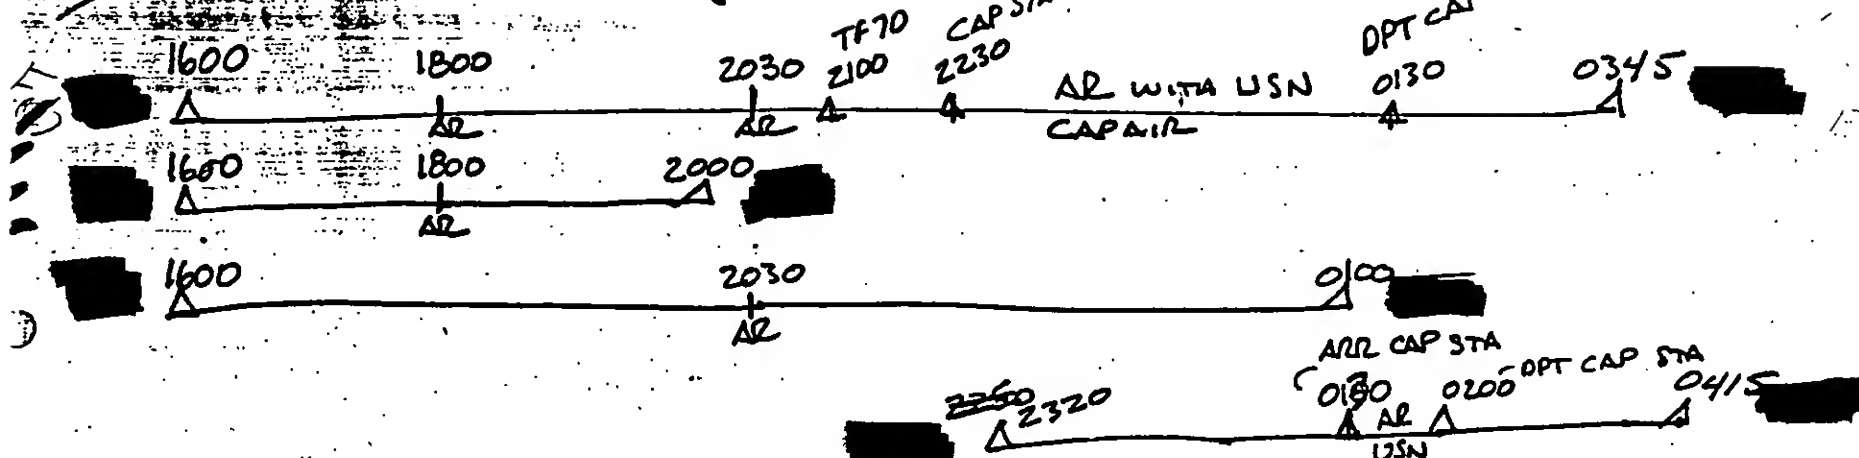 TF70 CAP STA DPT CAP
1600 1800 2030 2100 2230 AR WITH USN 0130 0345
AR AR CAPAIR
1600 1800 2000
AR
1600 2030 0100
AR
ARR CAP STA
2320 0130 0200 DPT CAP STA 0415
AR
USN